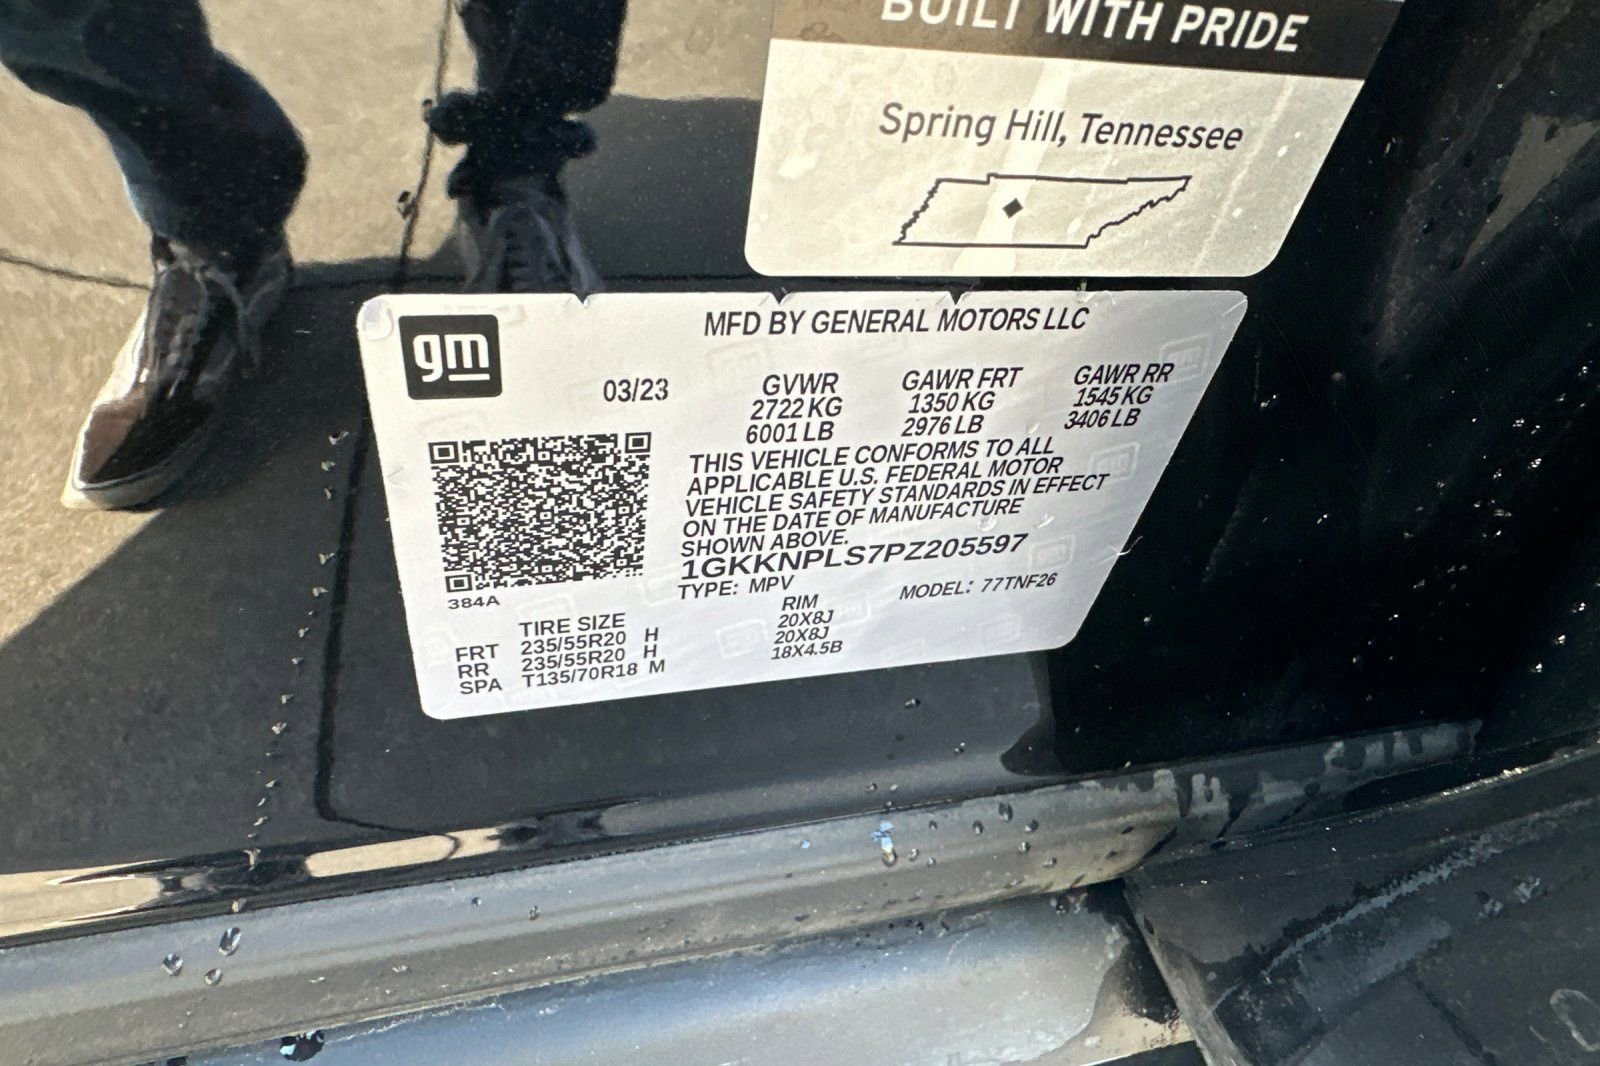 BUILT WITH PRIDE
Spring Hill, Tennessee
gm
MFD BY GENERAL MOTORS LLC
03/23
GVWR GAWR FRT GAWR RR
2722 KG 1350 KG 1545 KG
6001 LB 2976 LB 3406 LB
THIS VEHICLE CONFORMS TO ALL
APPLICABLE U.S. FEDERAL MOTOR
VEHICLE SAFETY STANDARDS IN EFFECT
ON THE DATE OF MANUFACTURE
SHOWN ABOVE.
1GKKNPLS7PZ205597
TYPE: MPV MODEL: 77TNF26
384A
TIRE SIZE RIM
FRT 235/55R20 H 20X8J
RR 235/55R20 H 20X8J
SPA T135/70R18 M 18X4.5B